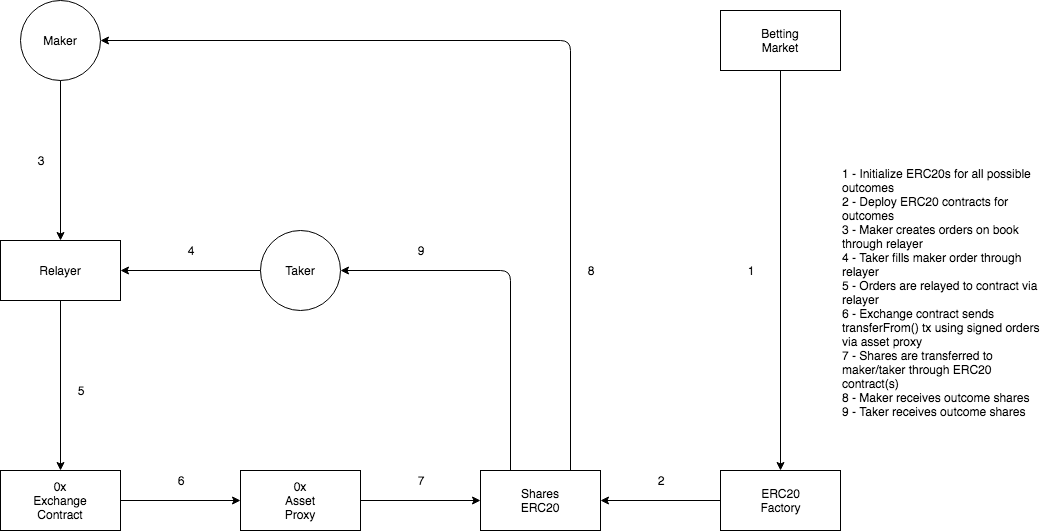 Maker
Betting
Market
3
1 - Initialize ERC20s for all possible
outcomes
2 - Deploy ERC20 contracts for
outcomes
3 - Maker creates orders on book
through relayer
4 - Taker fills maker order through
relayer
5 - Orders are relayed to contract via
relayer
6 - Exchange contract sends
transferFrom() tx using signed orders
via asset proxy
7 - Shares are transferred to
maker/taker through ERC20
contract(s)
8 - Maker receives outcome shares
9 - Taker receives outcome shares
4
9
Relayer
Taker
8
1
5
6
7
2
0x
Exchange
Contract
0x
Asset
Proxy
Shares
ERC20
ERC20
Factory